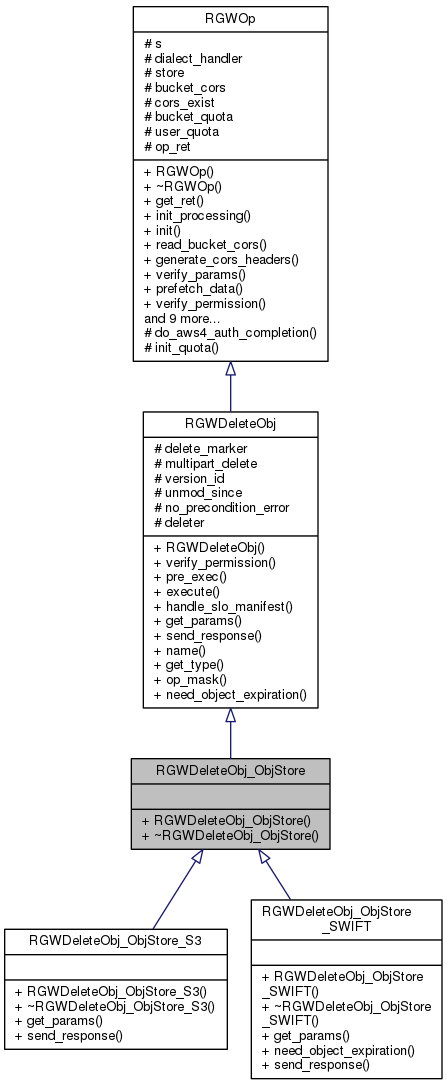 RGWOp
# s
# dialect_handler
# store
# bucket_cors
# cors_exist
# bucket_quota
# user_quota
# op_ret
+ RGWOp()
+ ~RGWOp()
+ get_ret()
+ init_processing()
+ init()
+ read_bucket_cors()
+ generate_cors_headers()
+ verify_params()
+ prefetch_data()
+ verify_permission()
and 9 more...
# do_aws4_auth_completion()
# init_quota()
RGWDeleteObj
# delete_marker
# multipart_delete
# version_id
# unmod_since
# no_precondition_error
# deleter
+ RGWDeleteObj()
+ verify_permission()
+ pre_exec()
+ execute()
+ handle_slo_manifest()
+ get_params()
+ send_response()
+ name()
+ get_type()
+ op_mask()
+ need_object_expiration()
RGWDeleteObj_ObjStore
+ RGWDeleteObj_ObjStore()
+ ~RGWDeleteObj_ObjStore()
RGWDeleteObj_ObjStore_S3
+ RGWDeleteObj_ObjStore_S3()
+ ~RGWDeleteObj_ObjStore_S3()
+ get_params()
+ send_response()
RGWDeleteObj_ObjStore
_SWIFT
+ RGWDeleteObj_ObjStore
_SWIFT()
+ ~RGWDeleteObj_ObjStore
_SWIFT()
+ get_params()
+ need_object_expiration()
+ send_response()